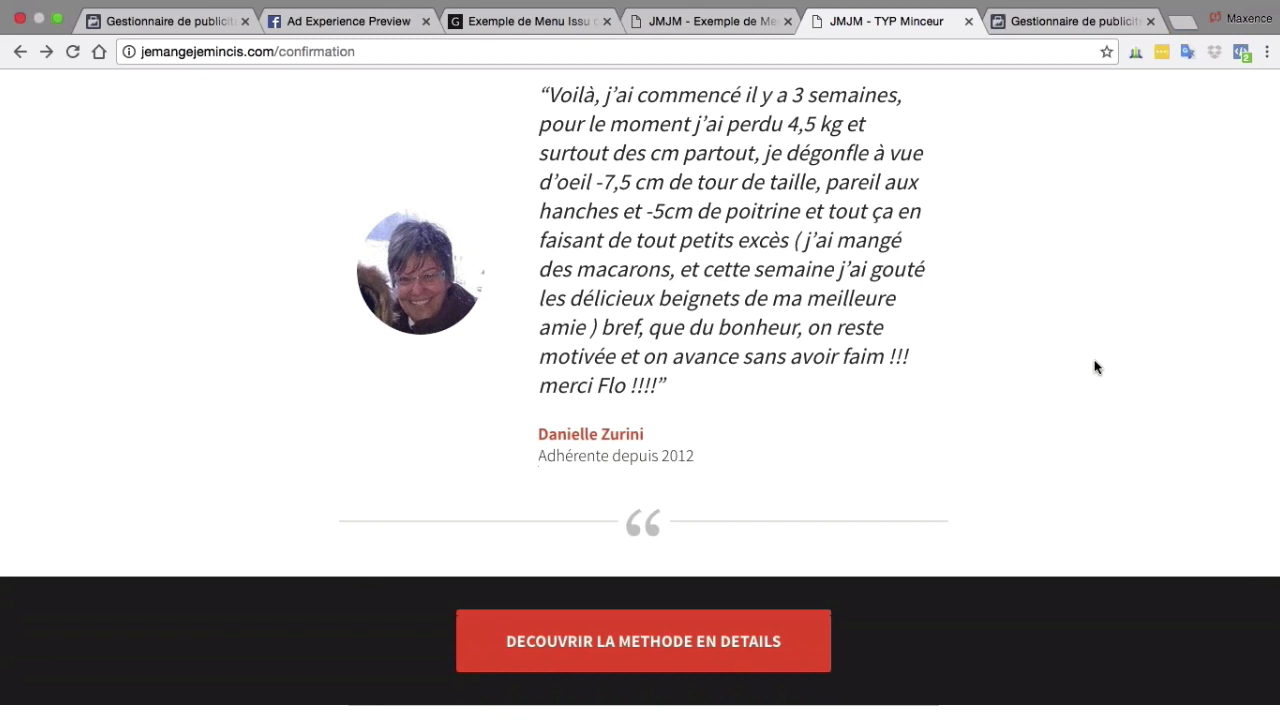 Gestionnaire de publicit
Ad Experience Preview
Exemple de Menu Issu
JMJM - Exemple de Me
JMJM - TYP Minceur
Gestionnaire de publicit
Maxence
jemangejemincis.com/confirmation
“Voilà, j’ai commencé il y a 3 semaines,
pour le moment j’ai perdu 4,5 kg et
surtout des cm partout, je dégonfle à vue
d’oeil -7,5 cm de tour de taille, pareil aux
hanches et -5cm de poitrine et tout ça en
faisant de tout petits excès ( j’ai mangé
des macarons, et cette semaine j’ai gouté
les délicieux beignets de ma meilleure
amie ) bref, que du bonheur, on reste
motivée et on avance sans avoir faim !!!
merci Flo !!!!”
Danielle Zurini
Adhérente depuis 2012
“
DECOUVRIR LA METHODE EN DETAILS